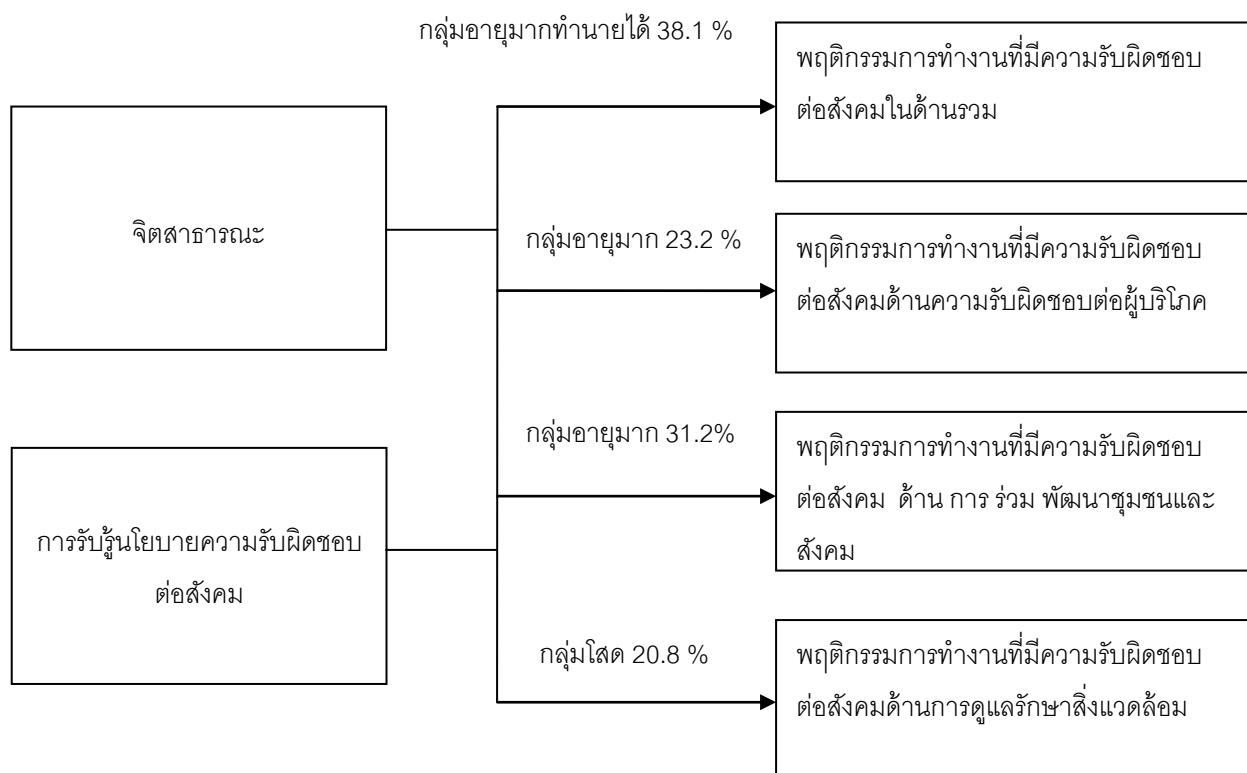 กลุ่มอายุมากทำนายได้ 38.1 %
พฤติกรรมการทำงานที่มีความรับผิดชอบ
ต่อสังคมในด้านรวม
จิตสาธารณะ
กลุ่มอายุมาก 23.2 %
พฤติกรรมการทำงานที่มีความรับผิดชอบ
ต่อสังคมด้านความรับผิดชอบต่อผู้บริโภค
กลุ่มอายุมาก 31.2%
พฤติกรรมการทำงานที่มีความรับผิดชอบ
ต่อสังคม ด้าน การ ร่วม พัฒนาชุมชนและ
สังคม
การรับรู้นโยบายความรับผิดชอบ
ต่อสังคม
กลุ่มโสด 20.8 %
พฤติกรรมการทำงานที่มีความรับผิดชอบ
ต่อสังคมด้านการดูแลรักษาสิ่งแวดล้อม